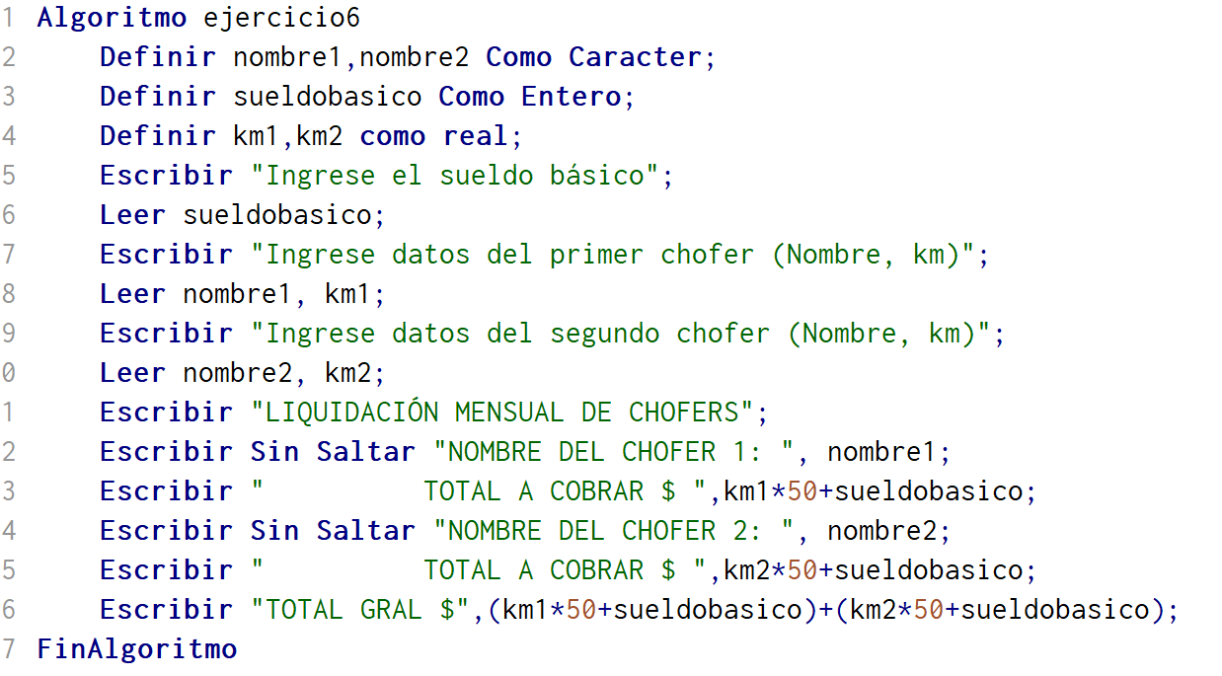 1 Algoritmo ejercicio6
2 Definir nombre1,nombre2 Como Caracter;
3 Definir sueldobasico Como Entero;
4 Definir km1,km2 como real;
5 Escribir "Ingrese el sueldo básico";
6 Leer sueldobasico;
7 Escribir "Ingrese datos del primer chofer (Nombre, km)";
8 Leer nombre1, km1;
9 Escribir "Ingrese datos del segundo chofer (Nombre, km)";
0 Leer nombre2, km2;
1 Escribir "LIQUIDACIÓN MENSUAL DE CHOFERS";
2 Escribir Sin Saltar "NOMBRE DEL CHOFER 1: ", nombre1;
3 Escribir "          TOTAL A COBRAR $ ",km1*50+sueldobasico;
4 Escribir Sin Saltar "NOMBRE DEL CHOFER 2: ", nombre2;
5 Escribir "          TOTAL A COBRAR $ ",km2*50+sueldobasico;
6 Escribir "TOTAL GRAL $",(km1*50+sueldobasico)+(km2*50+sueldobasico);
7 FinAlgoritmo